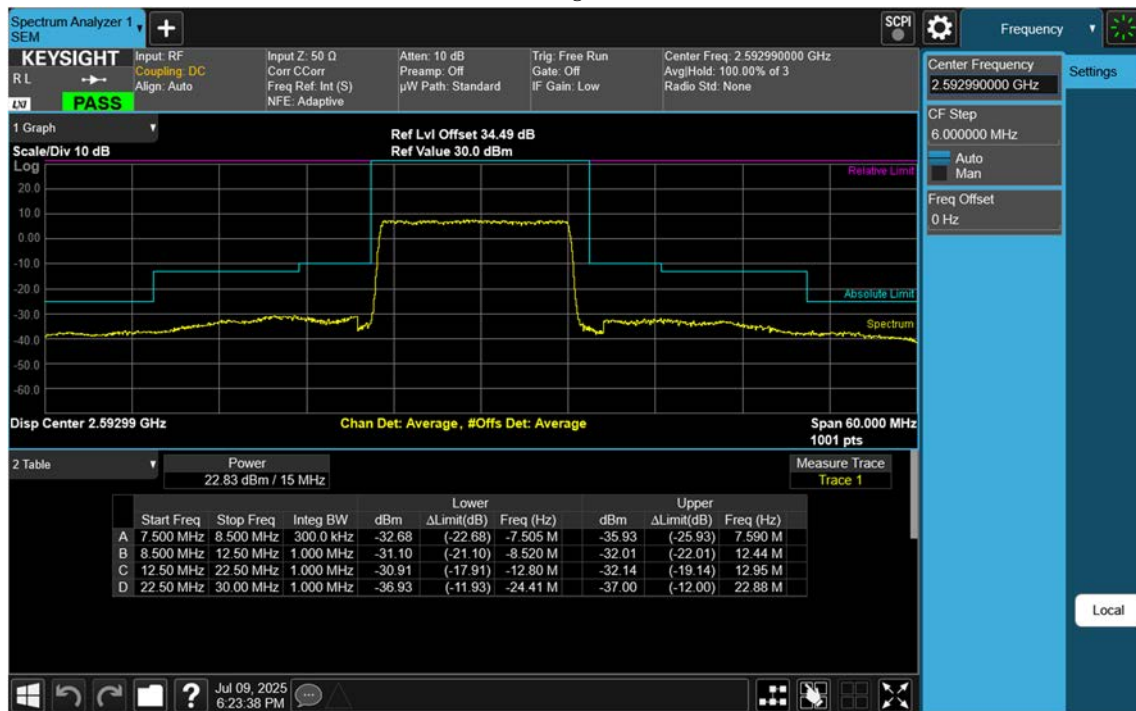 Spectrum Analyzer 1
SEM
SCPI
Frequency
KEYSIGHT
R L
LXI
PASS
Input: RF
Coupling: DC
Align: Auto
Input Z: 50 Ω
Corr CCorr
Freq Ref: Int (S)
NFE: Adaptive
Atten: 10 dB
Preamp: Off
µW Path: Standard
Trig: Free Run
Gate: Off
IF Gain: Low
Center Freq: 2.592990000 GHz
Avg|Hold: 100.00% of 3
Radio Std: None
Center Frequency
2.592990000 GHz
Settings
CF Step
6.000000 MHz
Auto
Man
Freq Offset
0 Hz
1 Graph
Ref Lvl Offset 34.49 dB
Scale/Div 10 dB
Ref Value 30.0 dBm
Log
Relative Limit
20.0
10.0
0.00
-10.0
-20.0
Absolute Limit
-30.0
Spectrum
-40.0
-50.0
-60.0
Disp Center 2.59299 GHz
Chan Det: Average, #Offs Det: Average
Span 60.000 MHz
1001 pts
2 Table
Power
22.83 dBm / 15 MHz
Measure Trace
Trace 1
Lower Upper
Start Freq Stop Freq Integ BW dBm ΔLimit(dB) Freq (Hz) dBm ΔLimit(dB) Freq (Hz)
A 7.500 MHz 8.500 MHz 300.0 kHz -32.68 (-22.68) -7.505 M -35.93 (-25.93) 7.590 M
B 8.500 MHz 12.50 MHz 1.000 MHz -31.10 (-21.10) -8.520 M -32.01 (-22.01) 12.44 M
C 12.50 MHz 22.50 MHz 1.000 MHz -30.91 (-17.91) -12.80 M -32.14 (-19.14) 12.95 M
D 22.50 MHz 30.00 MHz 1.000 MHz -36.93 (-11.93) -24.41 M -37.00 (-12.00) 22.88 M
Local
?
Jul 09, 2025
6:23:38 PM